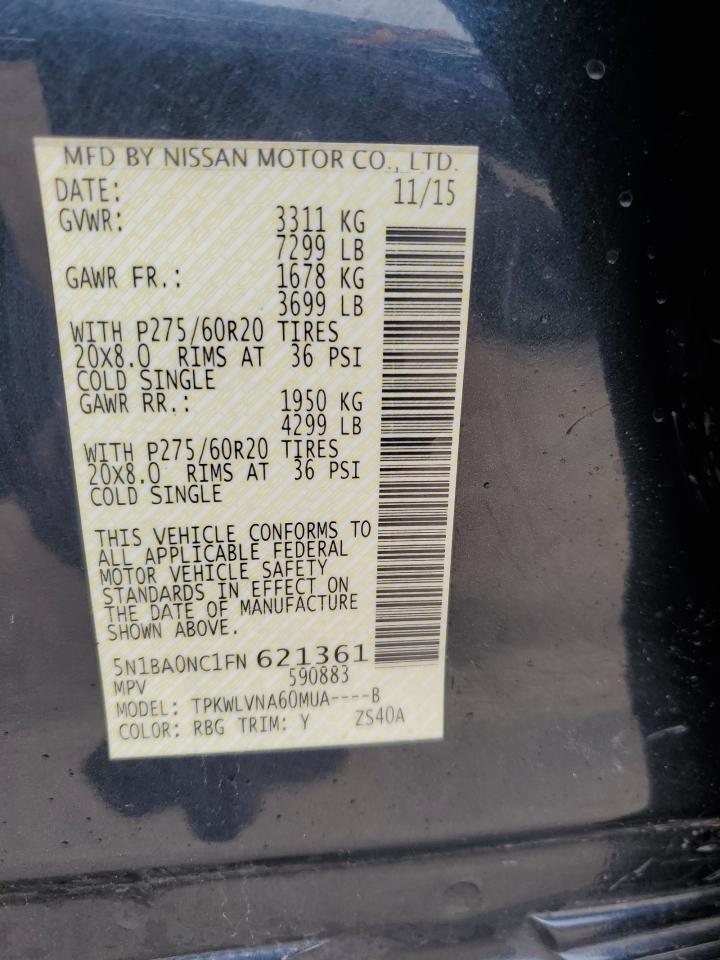 MFD BY NISSAN MOTOR CO., LTD.
DATE: 11/15
GVWR: 3311 KG
7299 LB
GAWR FR.: 1678 KG
3699 LB
WITH P275/60R20 TIRES
20X8.0 RIMS AT 36 PSI
COLD SINGLE
GAWR RR.: 1950 KG
4299 LB
WITH P275/60R20 TIRES
20X8.0 RIMS AT 36 PSI
COLD SINGLE
THIS VEHICLE CONFORMS TO
ALL APPLICABLE FEDERAL
MOTOR VEHICLE SAFETY
STANDARDS IN EFFECT ON
THE DATE OF MANUFACTURE
SHOWN ABOVE.
5N1BA0NC1FN 621361
MPV 590883
MODEL: TPKWLVNA60MUA----B
COLOR: RBG TRIM: Y ZS40A